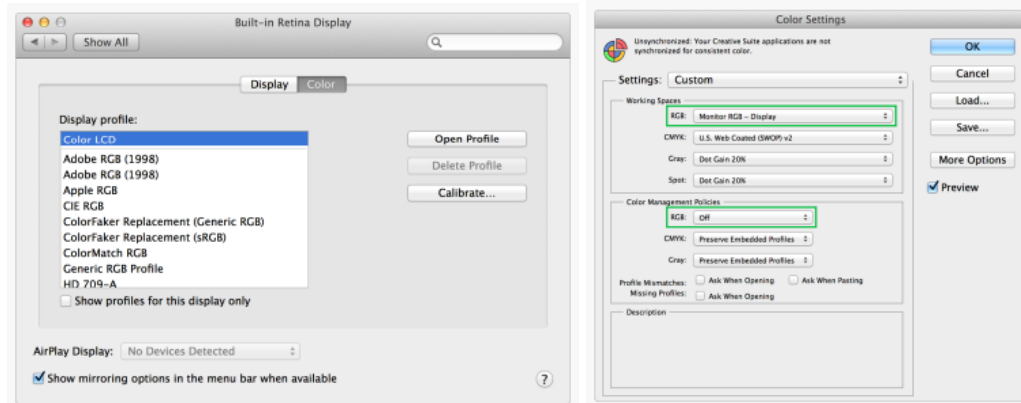 Built-in Retina Display
Show All
Display Color
Display profile:
Color LCD
Adobe RGB (1998)
Adobe RGB (1998)
Apple RGB
CIE RGB
ColorFaker Replacement (Generic RGB)
ColorFaker Replacement (sRGB)
ColorMatch RGB
Generic RGB Profile
HD 709-A
Show profiles for this display only
Open Profile
Delete Profile
Calibrate...
AirPlay Display: No Devices Detected
Show mirroring options in the menu bar when available
?
Color Settings
Unsynchronized: Your Creative Suite applications are not
synchronized for consistent color.
Settings: Custom
Working Spaces
RGB: Monitor RGB - Display
CMYK: U.S. Web Coated (SWOP) v2
Gray: Dot Gain 20%
Spot: Dot Gain 20%
Color Management Policies
RGB: Off
CMYK: Preserve Embedded Profiles
Gray: Preserve Embedded Profiles
Profile Mismatches: Ask When Opening Ask When Pasting
Missing Profiles: Ask When Opening
Description
OK
Cancel
Load...
Save...
More Options
Preview